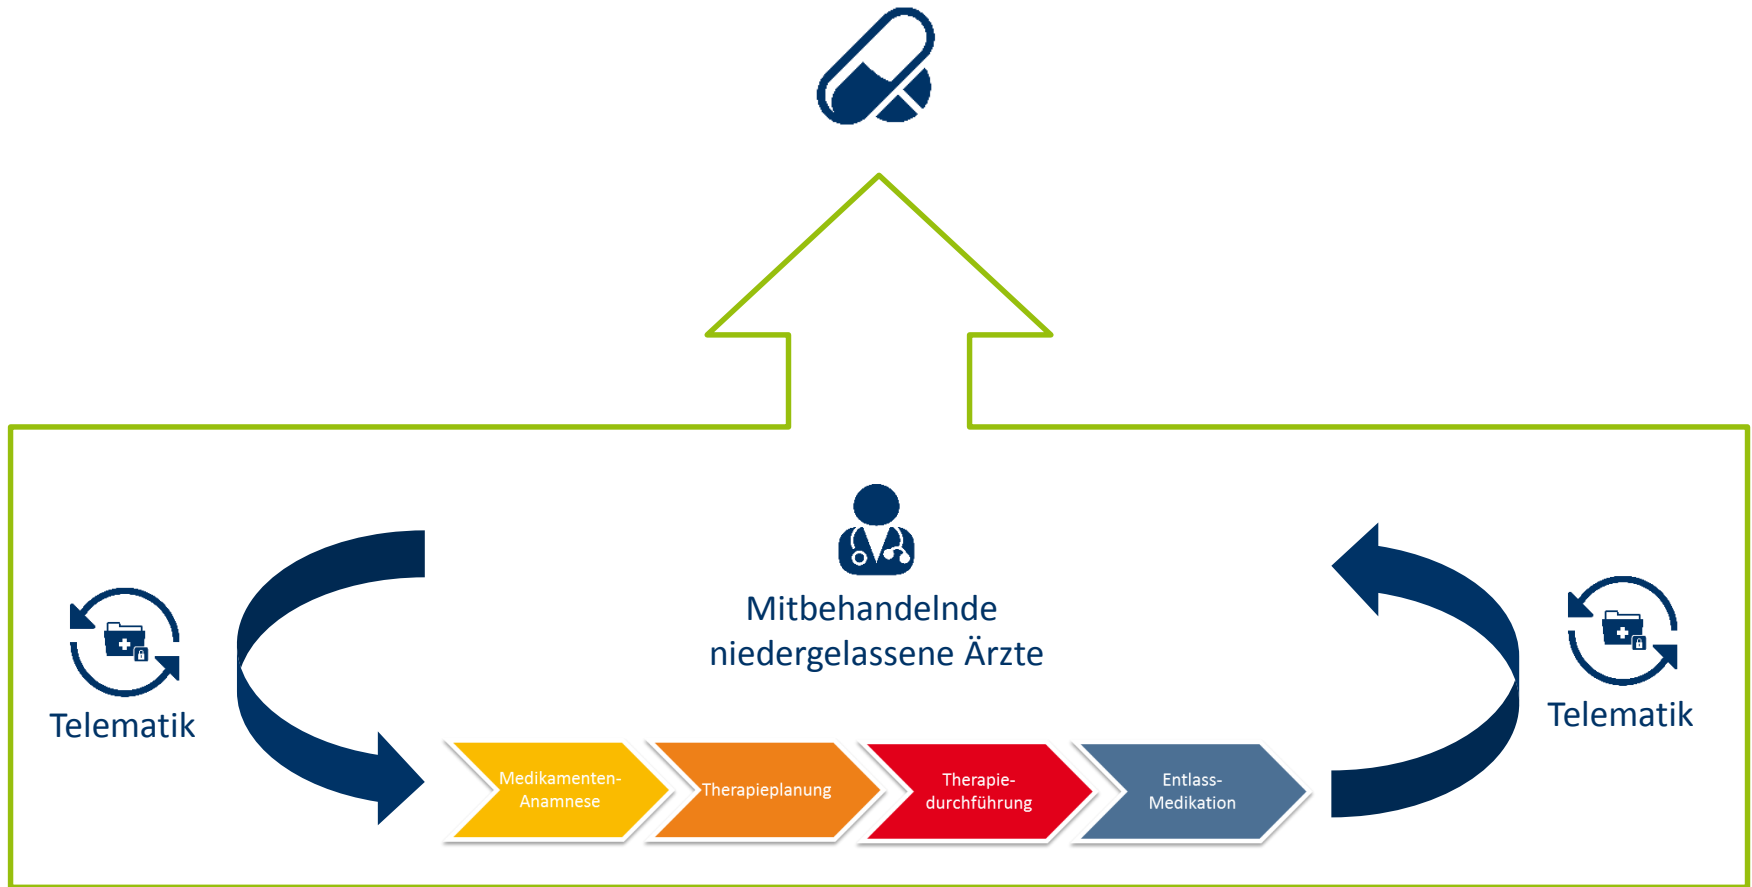 Mitbehandelnde
niedergelassene Ärzte
Telematik
Telematik
Medikamenten-
Anamnese
Therapieplanung
Therapie-
durchführung
Entlass-
Medikation